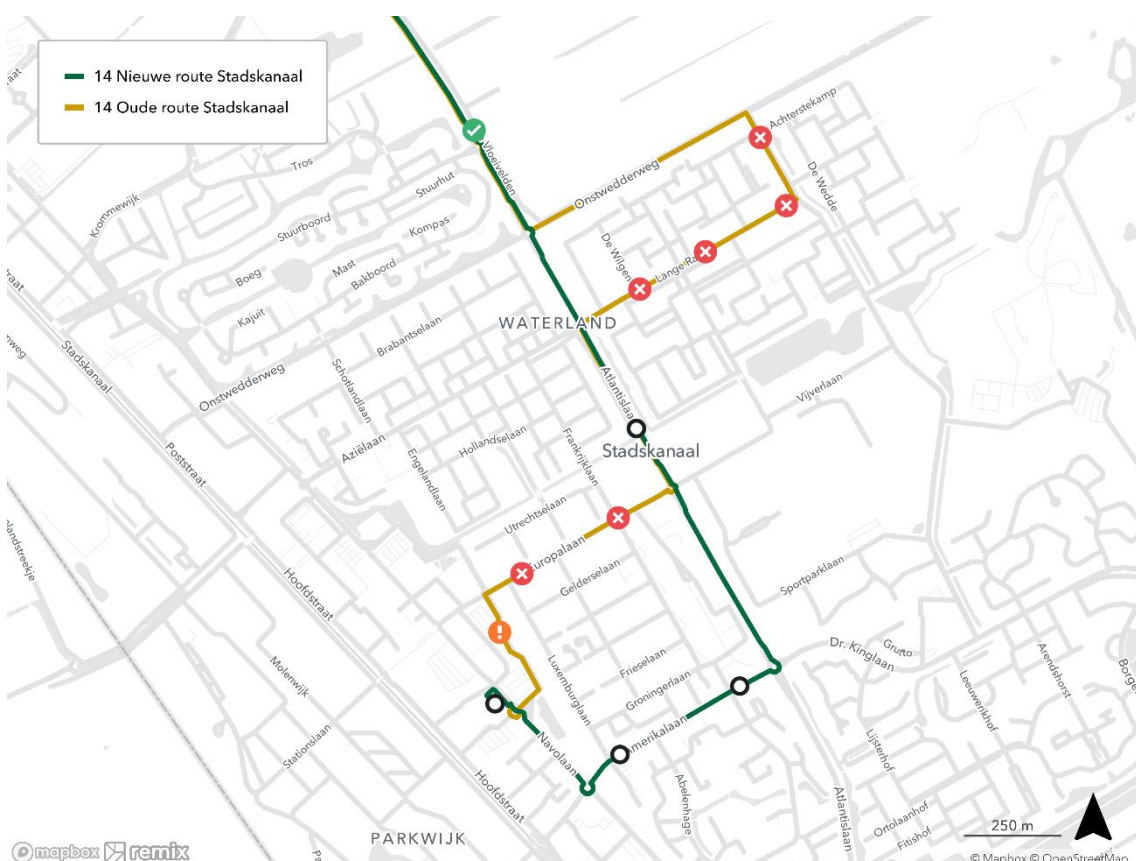 14 Nieuwe route Stadskanaal
14 Oude route Stadskanaal
Achterstekamp
Vloeivelden
Tros
Stuurhut
De Wedde
Krommewijk
Onstwedderweg
Stuurboord
Kompas
De Wilgen
Mast
Bakboord
Boeg
Lange Ra
Kajuit
WATERLAND
Brabantselaan
Stadskanaal
Schotlandlaan
Onstwedderweg
Atlantislaa
Vijverlaan
Aziëlaan
Hollandselaan
Frankrijklaan
Stadskanaal
Poststraat
Engelandlaan
Utrechtselaan
Europalaan
Gelderselaan
Sportparklaan
Hoofdstraat
Dr. Kinglaan
Grutto
Molenwijk
Luxemburglaan
Frieselaan
Groningerlaan
Arendshorst
Leeuwerikhof
Amerikalaan
Navolaan
Stationslaan
Hoofdstraat
Lijsterhof
Abelenhage
Atlantislaan
Ortolaanhof
Fitishof
PARKWIJK
250 m
mapbox remix
© Mapbox © OpenStreetMap